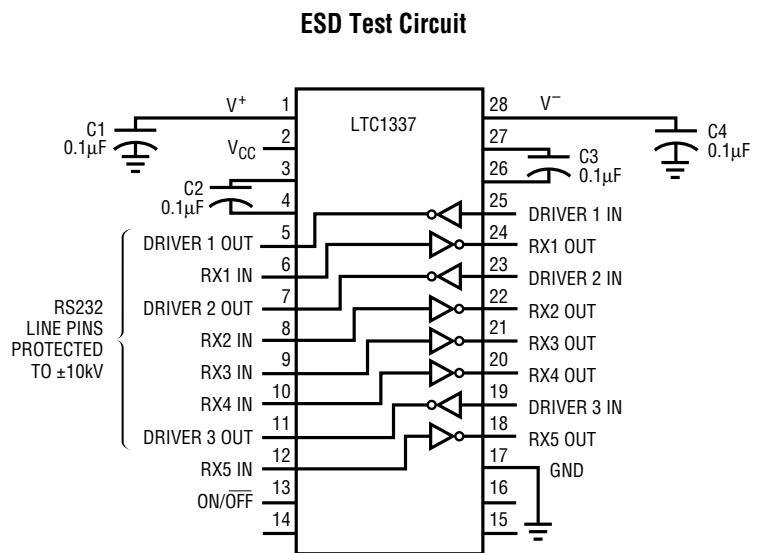 ESD Test Circuit
LTC1337
V+ 1
C1
0.1µF
2
VCC
3
C2
0.1µF
4
5
DRIVER 1 OUT
6
RX1 IN
7
DRIVER 2 OUT
8
RX2 IN
9
RX3 IN
10
RX4 IN
11
DRIVER 3 OUT
12
RX5 IN
13
ON/OFF
14
RS232
LINE PINS
PROTECTED
TO ±10kV
28 V–
C4
0.1µF
27
C3
0.1µF
26
25
DRIVER 1 IN
24
RX1 OUT
23
DRIVER 2 IN
22
RX2 OUT
21
RX3 OUT
20
RX4 OUT
19
DRIVER 3 IN
18
RX5 OUT
17
GND
16
15